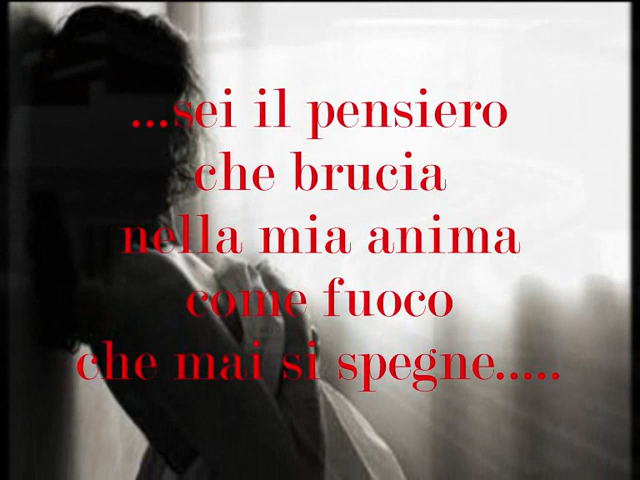 ...sei il pensiero
che brucia
nella mia anima
come fuoco
che mai si spegne.....